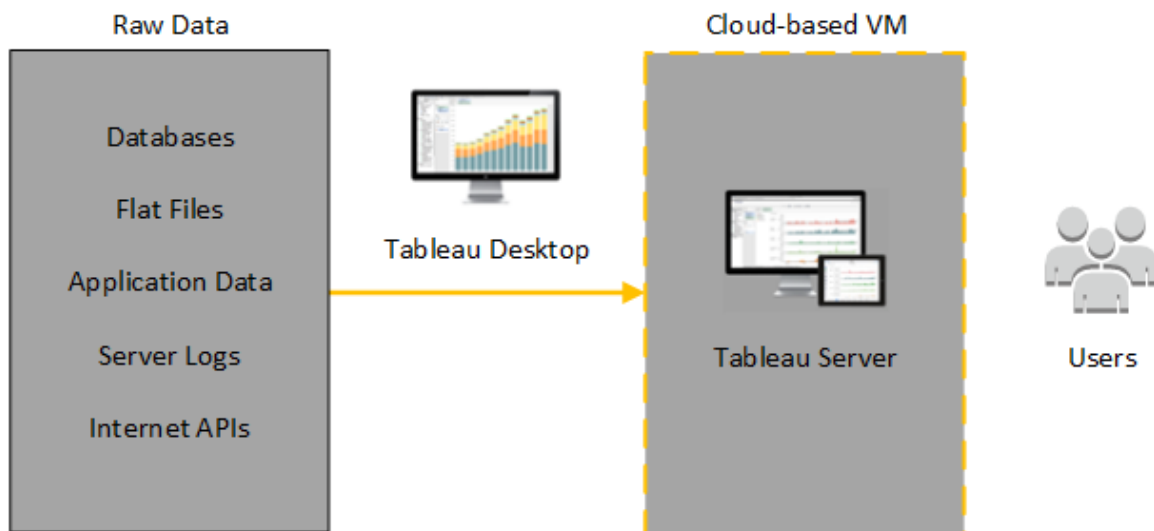 Raw Data
Databases
Flat Files
Application Data
Server Logs
Internet APIs
Tableau Desktop
Cloud-based VM
Tableau Server
Users